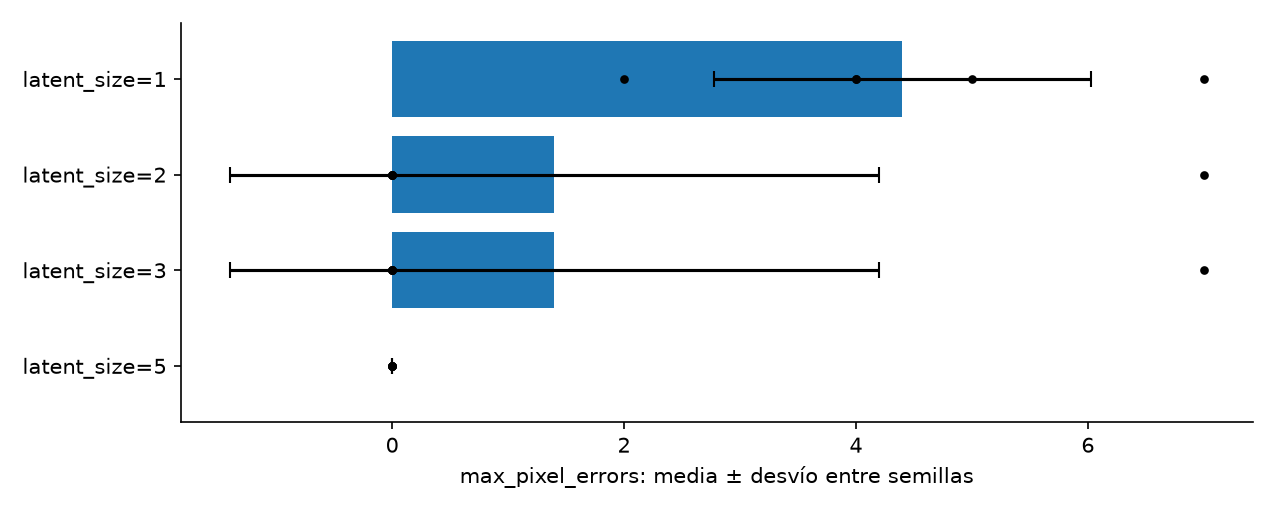 latent_size=1
latent_size=2
latent_size=3
latent_size=5
0 2 4 6
max_pixel_errors: media ± desvío entre semillas